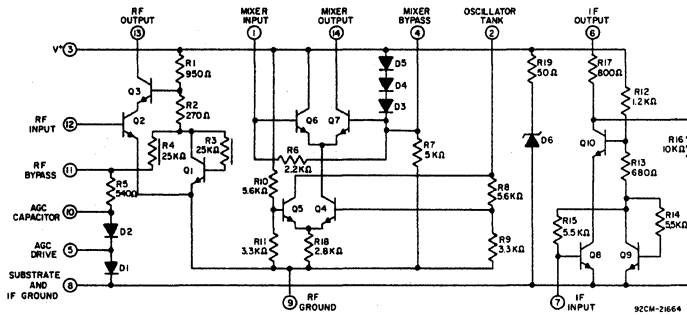 RF OUTPUT
13
MIXER INPUT
1
MIXER OUTPUT
14
MIXER BYPASS
4
OSCILLATOR TANK
2
IF OUTPUT
6
V+ 3
R1 950Ω
Q3
R2 270Ω
Q2
RF INPUT 12
R4 25KΩ
R3 25KΩ
Q1
RF BYPASS 11
R5 540Ω
AGC CAPACITOR 10
D2
AGC DRIVE 5
D1
SUBSTRATE AND IF GROUND 8
D5
D4
D3
Q6
Q7
R6 2.2KΩ
R7 5KΩ
R10 5.6KΩ
Q5
Q4
R8 5.6KΩ
R11 3.3KΩ
R18 2.8KΩ
R9 3.3KΩ
9 RF GROUND
R19 50Ω
D6
R17 800Ω
R12 1.2KΩ
Q10
R16 10KΩ
R13 680Ω
R15 5.5KΩ
R14 5.5KΩ
Q8
Q9
7 IF INPUT
92CM-21664